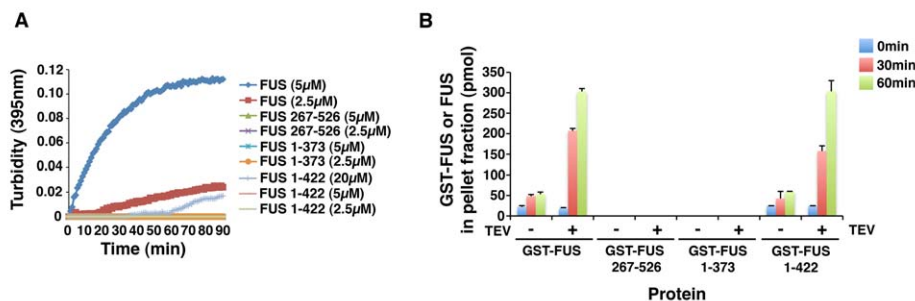 A
Turbidity (395nm)
0.12
0.1
0.08
0.06
0.04
0.02
0
0 10 20 30 40 50 60 70 80 90
Time (min)
FUS (5µM)
FUS (2.5µM)
FUS 267-526 (5µM)
FUS 267-526 (2.5µM)
FUS 1-373 (5µM)
FUS 1-373 (2.5µM)
FUS 1-422 (20µM)
FUS 1-422 (5µM)
FUS 1-422 (2.5µM)
B
GST-FUS or FUS
in pellet fraction (pmol)
350
300
250
200
150
100
50
0
0min
30min
60min
TEV - + - + - + - + TEV
GST-FUS GST-FUS GST-FUS GST-FUS
267-526 1-373 1-422
Protein